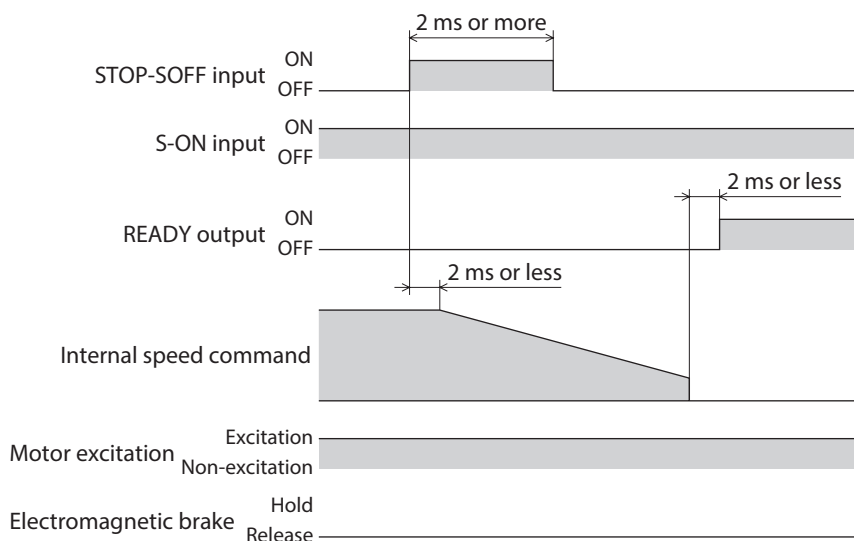 2 ms or more
STOP-SOFF input
ON
OFF
S-ON input
ON
OFF
2 ms or less
READY output
ON
OFF
2 ms or less
Internal speed command
Motor excitation
Excitation
Non-excitation
Electromagnetic brake
Hold
Release